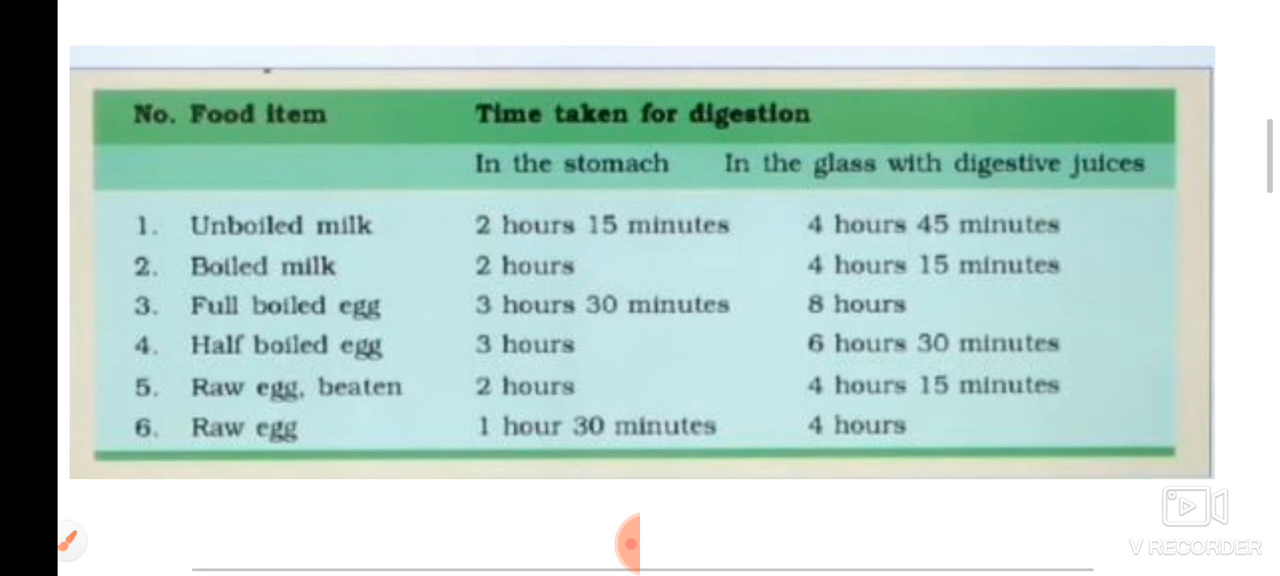 No. Food item Time taken for digestion
In the stomach In the glass with digestive juices
1. Unboiled milk 2 hours 15 minutes 4 hours 45 minutes
2. Boiled milk 2 hours 4 hours 15 minutes
3. Full boiled egg 3 hours 30 minutes 8 hours
4. Half boiled egg 3 hours 6 hours 30 minutes
5. Raw egg, beaten 2 hours 4 hours 15 minutes
6. Raw egg 1 hour 30 minutes 4 hours
V RECORDER